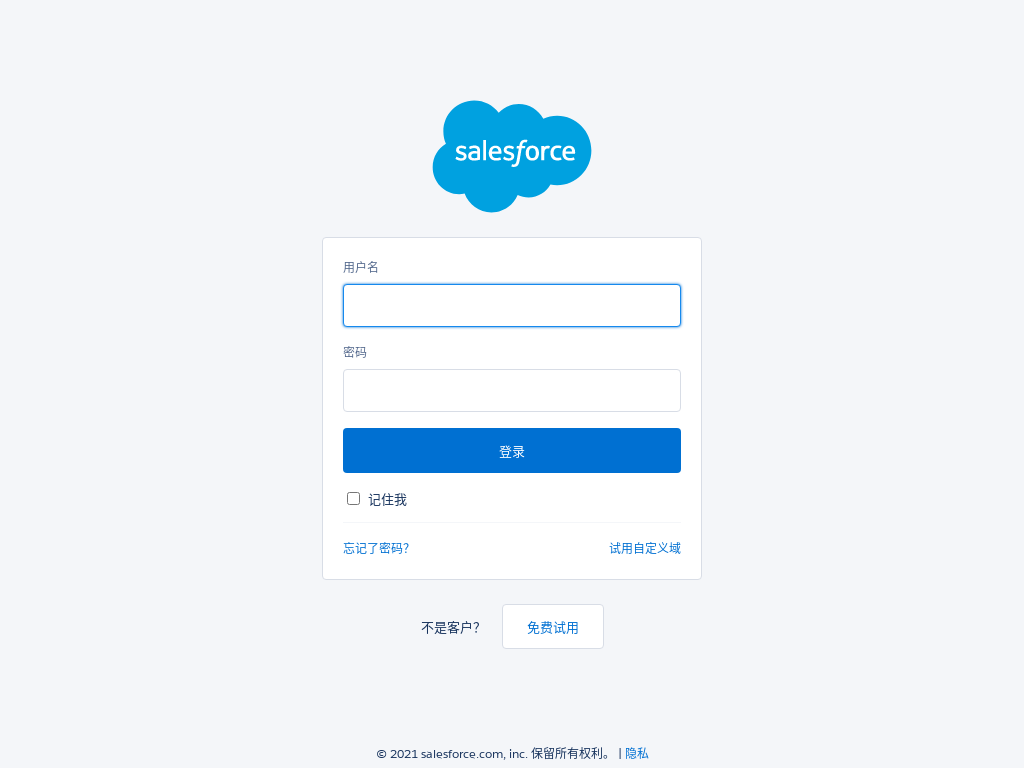 salesforce
用户名
密码
登录
记住我
忘记了密码？ 试用自定义域
不是客户？ 免费试用
© 2021 salesforce.com, inc. 保留所有权利。 | 隐私